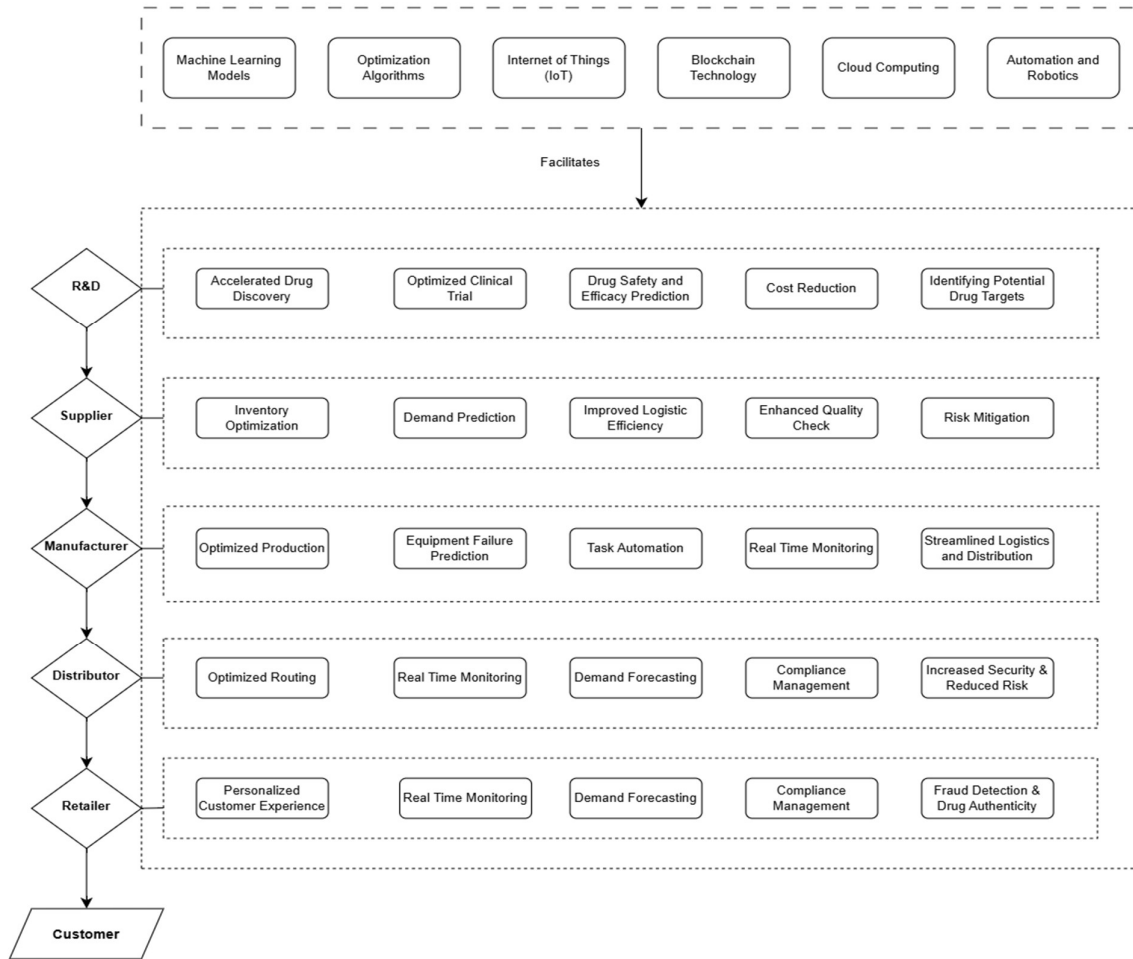 Machine Learning
Models
Optimization
Algorithms
Internet of Things
(IoT)
Blockchain
Technology
Cloud Computing
Automation and
Robotics
Facilitates
R&D
Accelerated Drug
Discovery
Optimized Clinical
Trial
Drug Safety and
Efficacy Prediction
Cost Reduction
Identifying Potential
Drug Targets
Supplier
Inventory
Optimization
Demand Prediction
Improved Logistic
Efficiency
Enhanced Quality
Check
Risk Mitigation
Manufacturer
Optimized Production
Equipment Failure
Prediction
Task Automation
Real Time Monitoring
Streamlined Logistics
and Distribution
Distributor
Optimized Routing
Real Time Monitoring
Demand Forecasting
Compliance
Management
Increased Security &
Reduced Risk
Retailer
Personalized
Customer Experience
Real Time Monitoring
Demand Forecasting
Compliance
Management
Fraud Detection &
Drug Authenticity
Customer